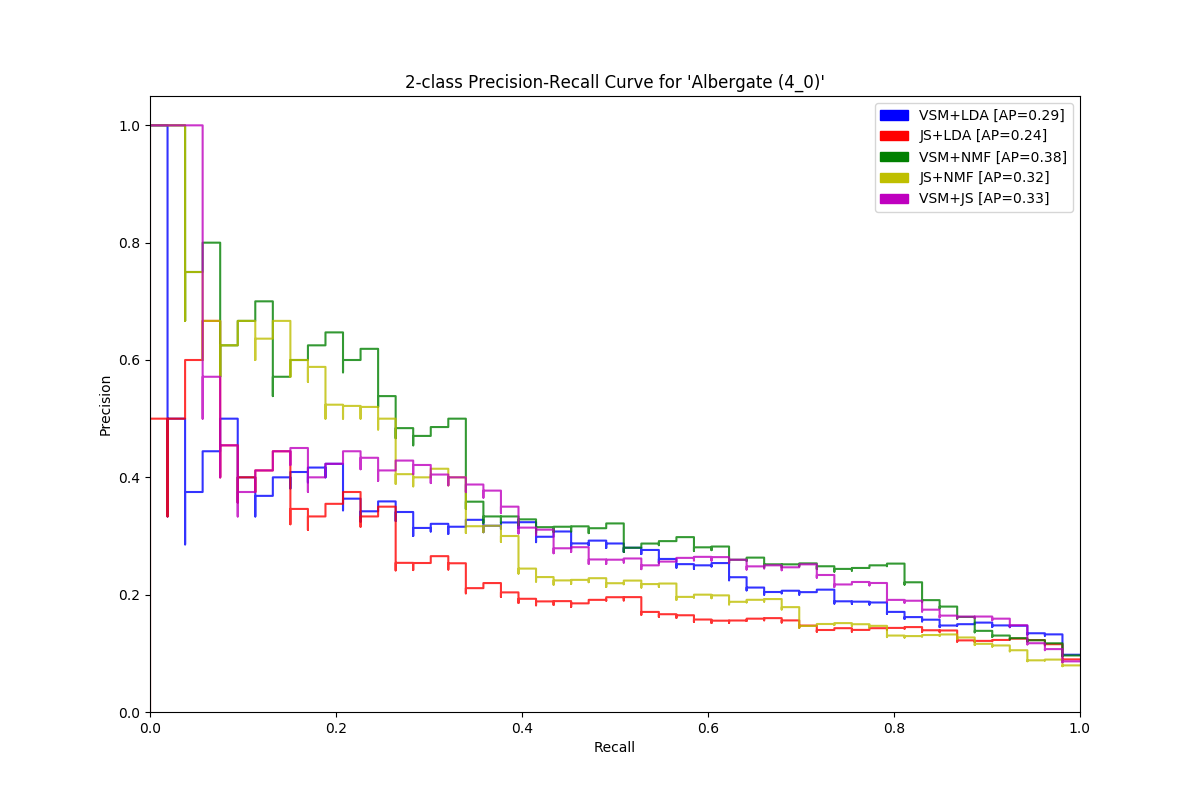 2-class Precision-Recall Curve for 'Albergate (4_0)'
VSM+LDA [AP=0.29]
JS+LDA [AP=0.24]
VSM+NMF [AP=0.38]
JS+NMF [AP=0.32]
VSM+JS [AP=0.33]
Precision
1.0
0.8
0.6
0.4
0.2
0.0
0.0 0.2 0.4 0.6 0.8 1.0
Recall